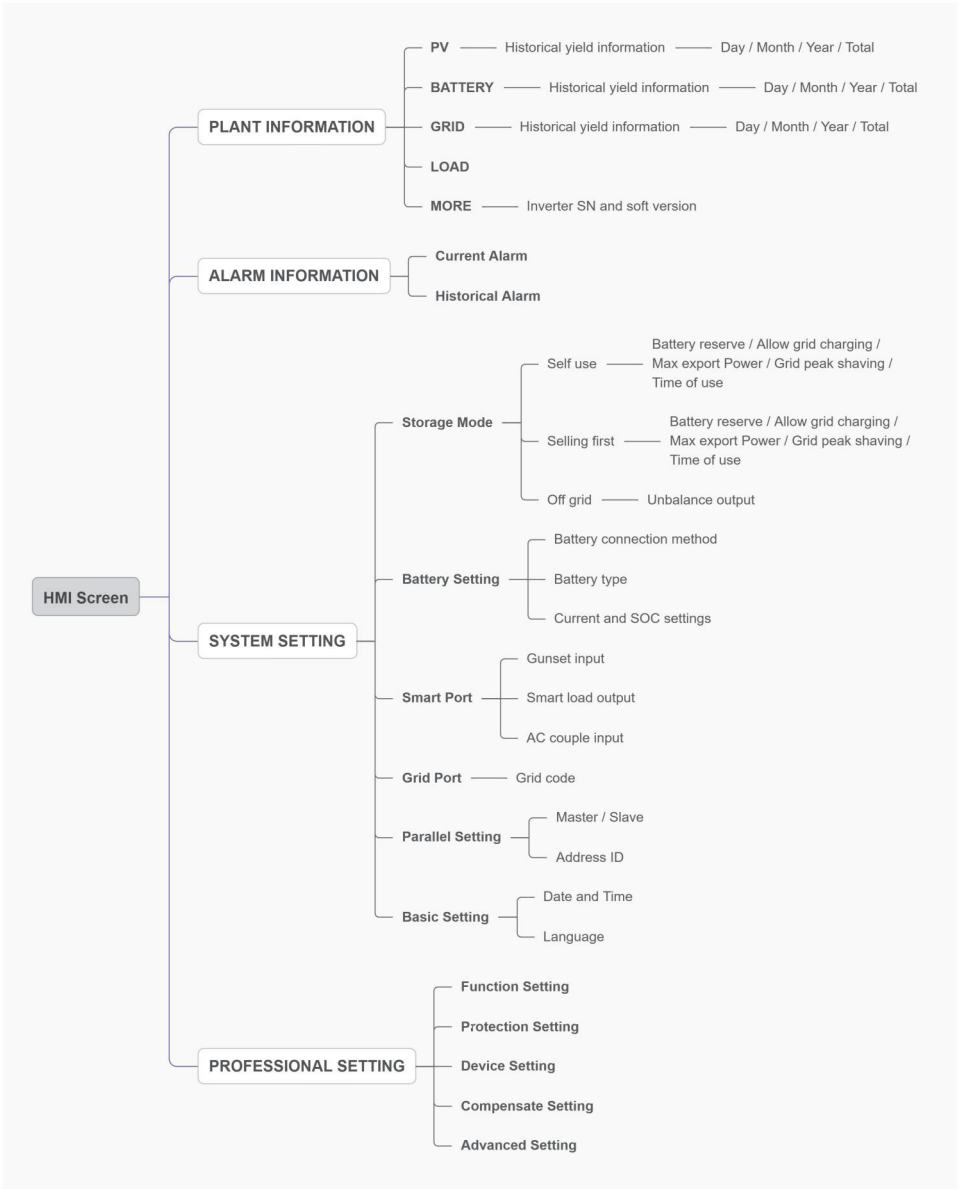 PV
Historical yield information
Day / Month / Year / Total
BATTERY
Historical yield information
Day / Month / Year / Total
PLANT INFORMATION
GRID
Historical yield information
Day / Month / Year / Total
LOAD
MORE
Inverter SN and soft version
ALARM INFORMATION
Current Alarm
Historical Alarm
HMI Screen
SYSTEM SETTING
Storage Mode
Self use
Battery reserve / Allow grid charging /
Max export Power / Grid peak shaving /
Time of use
Selling first
Battery reserve / Allow grid charging /
Max export Power / Grid peak shaving /
Time of use
Off grid
Unbalance output
Battery Setting
Battery connection method
Battery type
Current and SOC settings
Smart Port
Gunset input
Smart load output
AC couple input
Grid Port
Grid code
Parallel Setting
Master / Slave
Address ID
Basic Setting
Date and Time
Language
PROFESSIONAL SETTING
Function Setting
Protection Setting
Device Setting
Compensate Setting
Advanced Setting